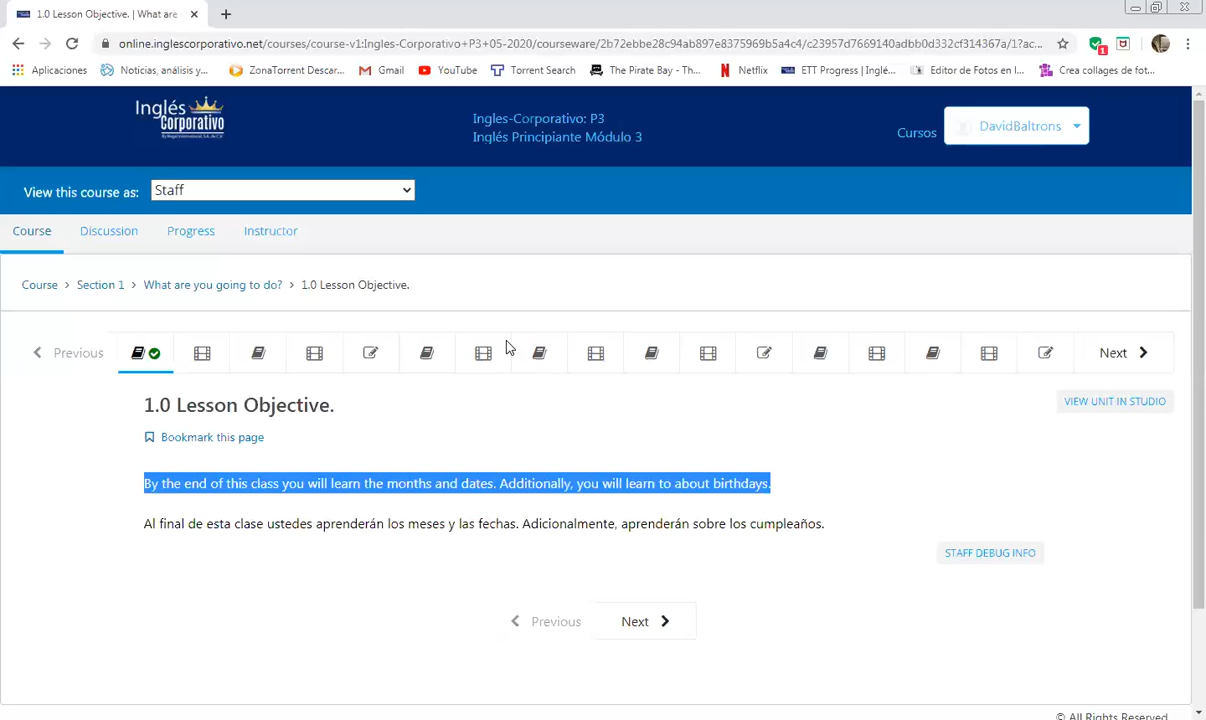 1.0 Lesson Objective. | What are
online.inglescorporativo.net/courses/course-v1:Ingles-Corporativo+P3+05-2020/courseware/2b72ebbe28c94ab897e8375969b5a4c4/c23957d7669140adbb0d332cf314367a/1?ac...
Aplicaciones Noticias, análisis y... ZonaTorrent Descar... Gmail YouTube Torrent Search The Pirate Bay - Th... Netflix ETT Progress | Inglé... Editor de Fotos en l... Crea collages de fot...
Inglés
Corporativo
Ingles-Corporativo: P3
Inglés Principiante Módulo 3
Cursos DavidBaltrons
View this course as: Staff
Course Discussion Progress Instructor
Course > Section 1 > What are you going to do? > 1.0 Lesson Objective.
Previous Next
1.0 Lesson Objective.
VIEW UNIT IN STUDIO
Bookmark this page
By the end of this class you will learn the months and dates. Additionally, you will learn to about birthdays.
Al final de esta clase ustedes aprenderán los meses y las fechas. Adicionalmente, aprenderán sobre los cumpleaños.
STAFF DEBUG INFO
Previous Next
© All Rights Reserved